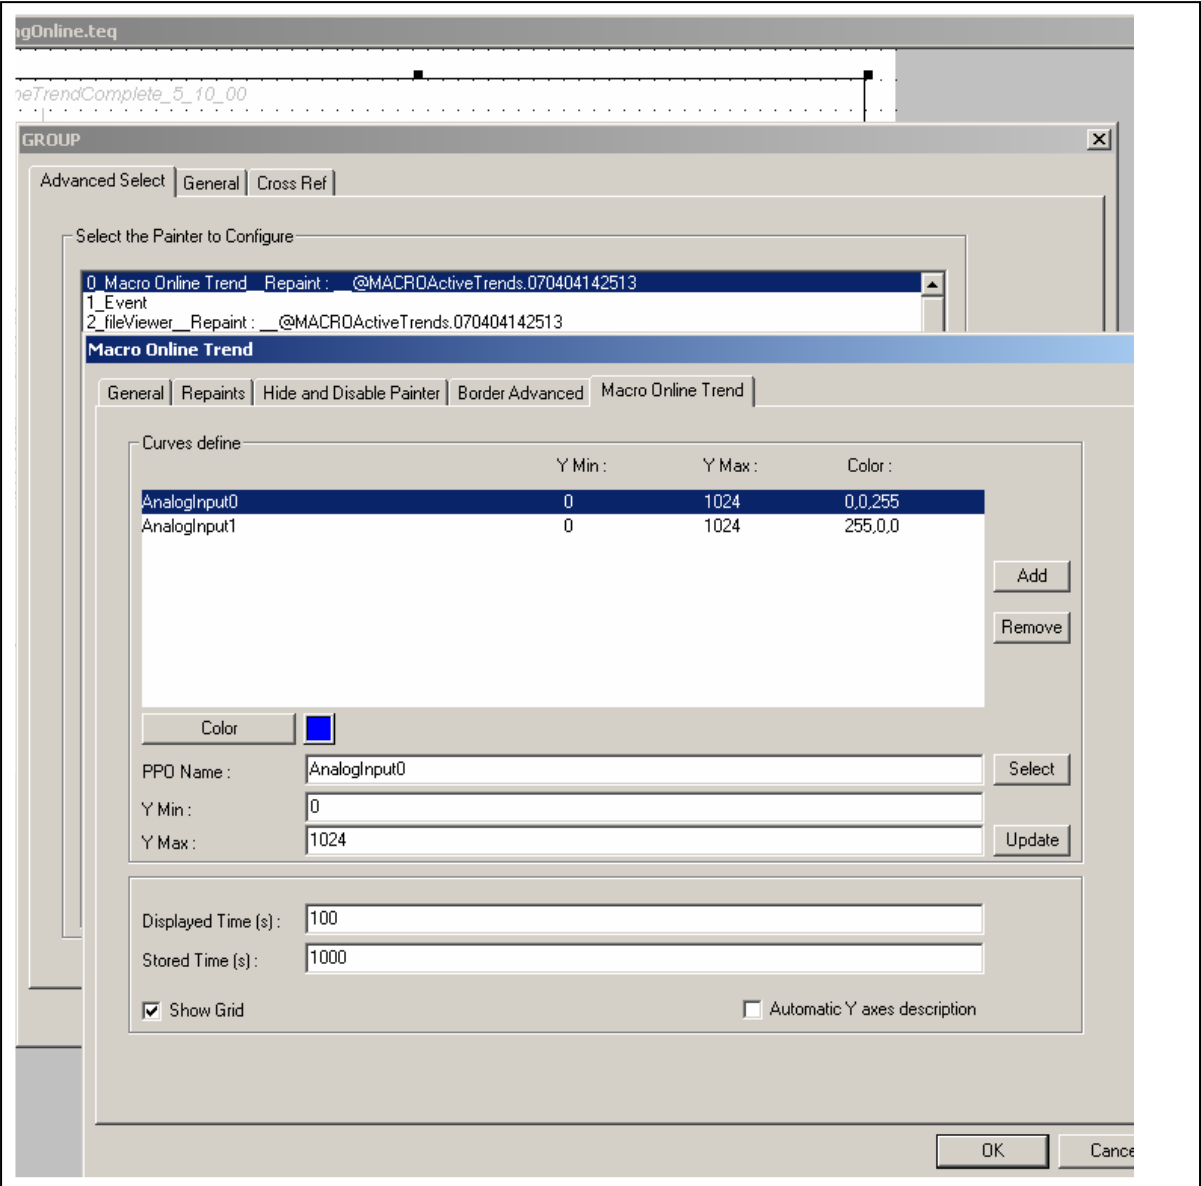 ngOnline.teq
neTrendComplete_5_10_00
GROUP
Advanced Select General Cross Ref
Select the Painter to Configure
0_Macro Online Trend__Repaint : __@MACROActiveTrends.070404142513
1_Event
2_fileViewer__Repaint : __@MACROActiveTrends.070404142513
Macro Online Trend
General Repaints Hide and Disable Painter Border Advanced Macro Online Trend
Curves define
Y Min : Y Max : Color :
AnalogInput0 0 1024 0,0,255
AnalogInput1 0 1024 255,0,0
Add
Remove
Color
PPO Name : AnalogInput0 Select
Y Min : 0
Y Max : 1024 Update
Displayed Time (s) : 100
Stored Time (s) : 1000
Show Grid Automatic Y axes description
OK Cance